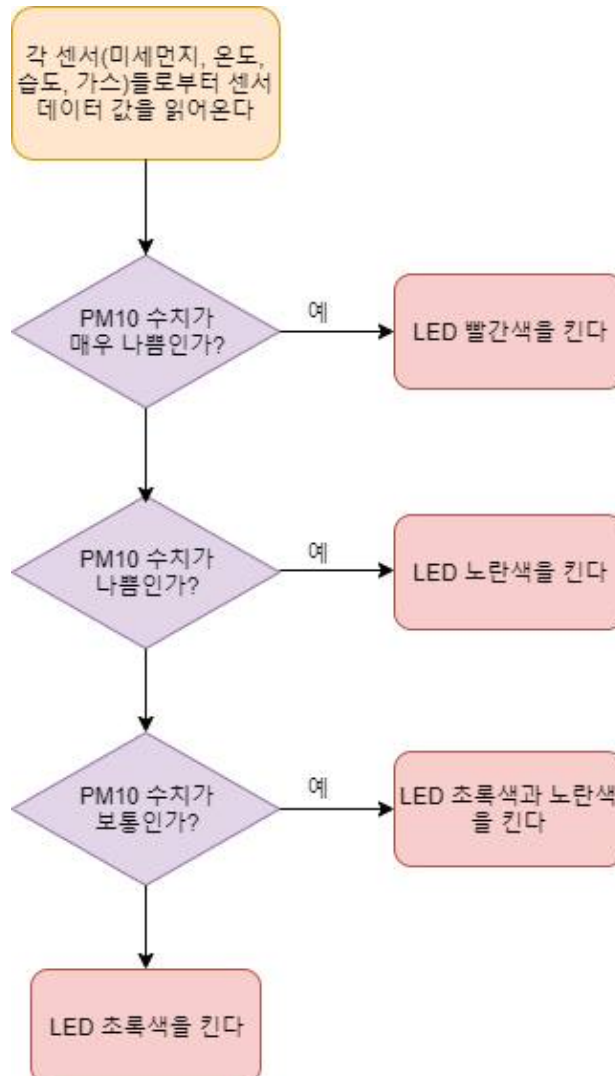 각 센서(미세먼지, 온도,
습도, 가스)들로부터 센서
데이터 값을 읽어온다
PM10 수치가
매우 나쁨인가?
예
LED 빨간색을 킨다
PM10 수치가
나쁨인가?
예
LED 노란색을 킨다
PM10 수치가
보통인가?
예
LED 초록색과 노란색
을 킨다
LED 초록색을 킨다